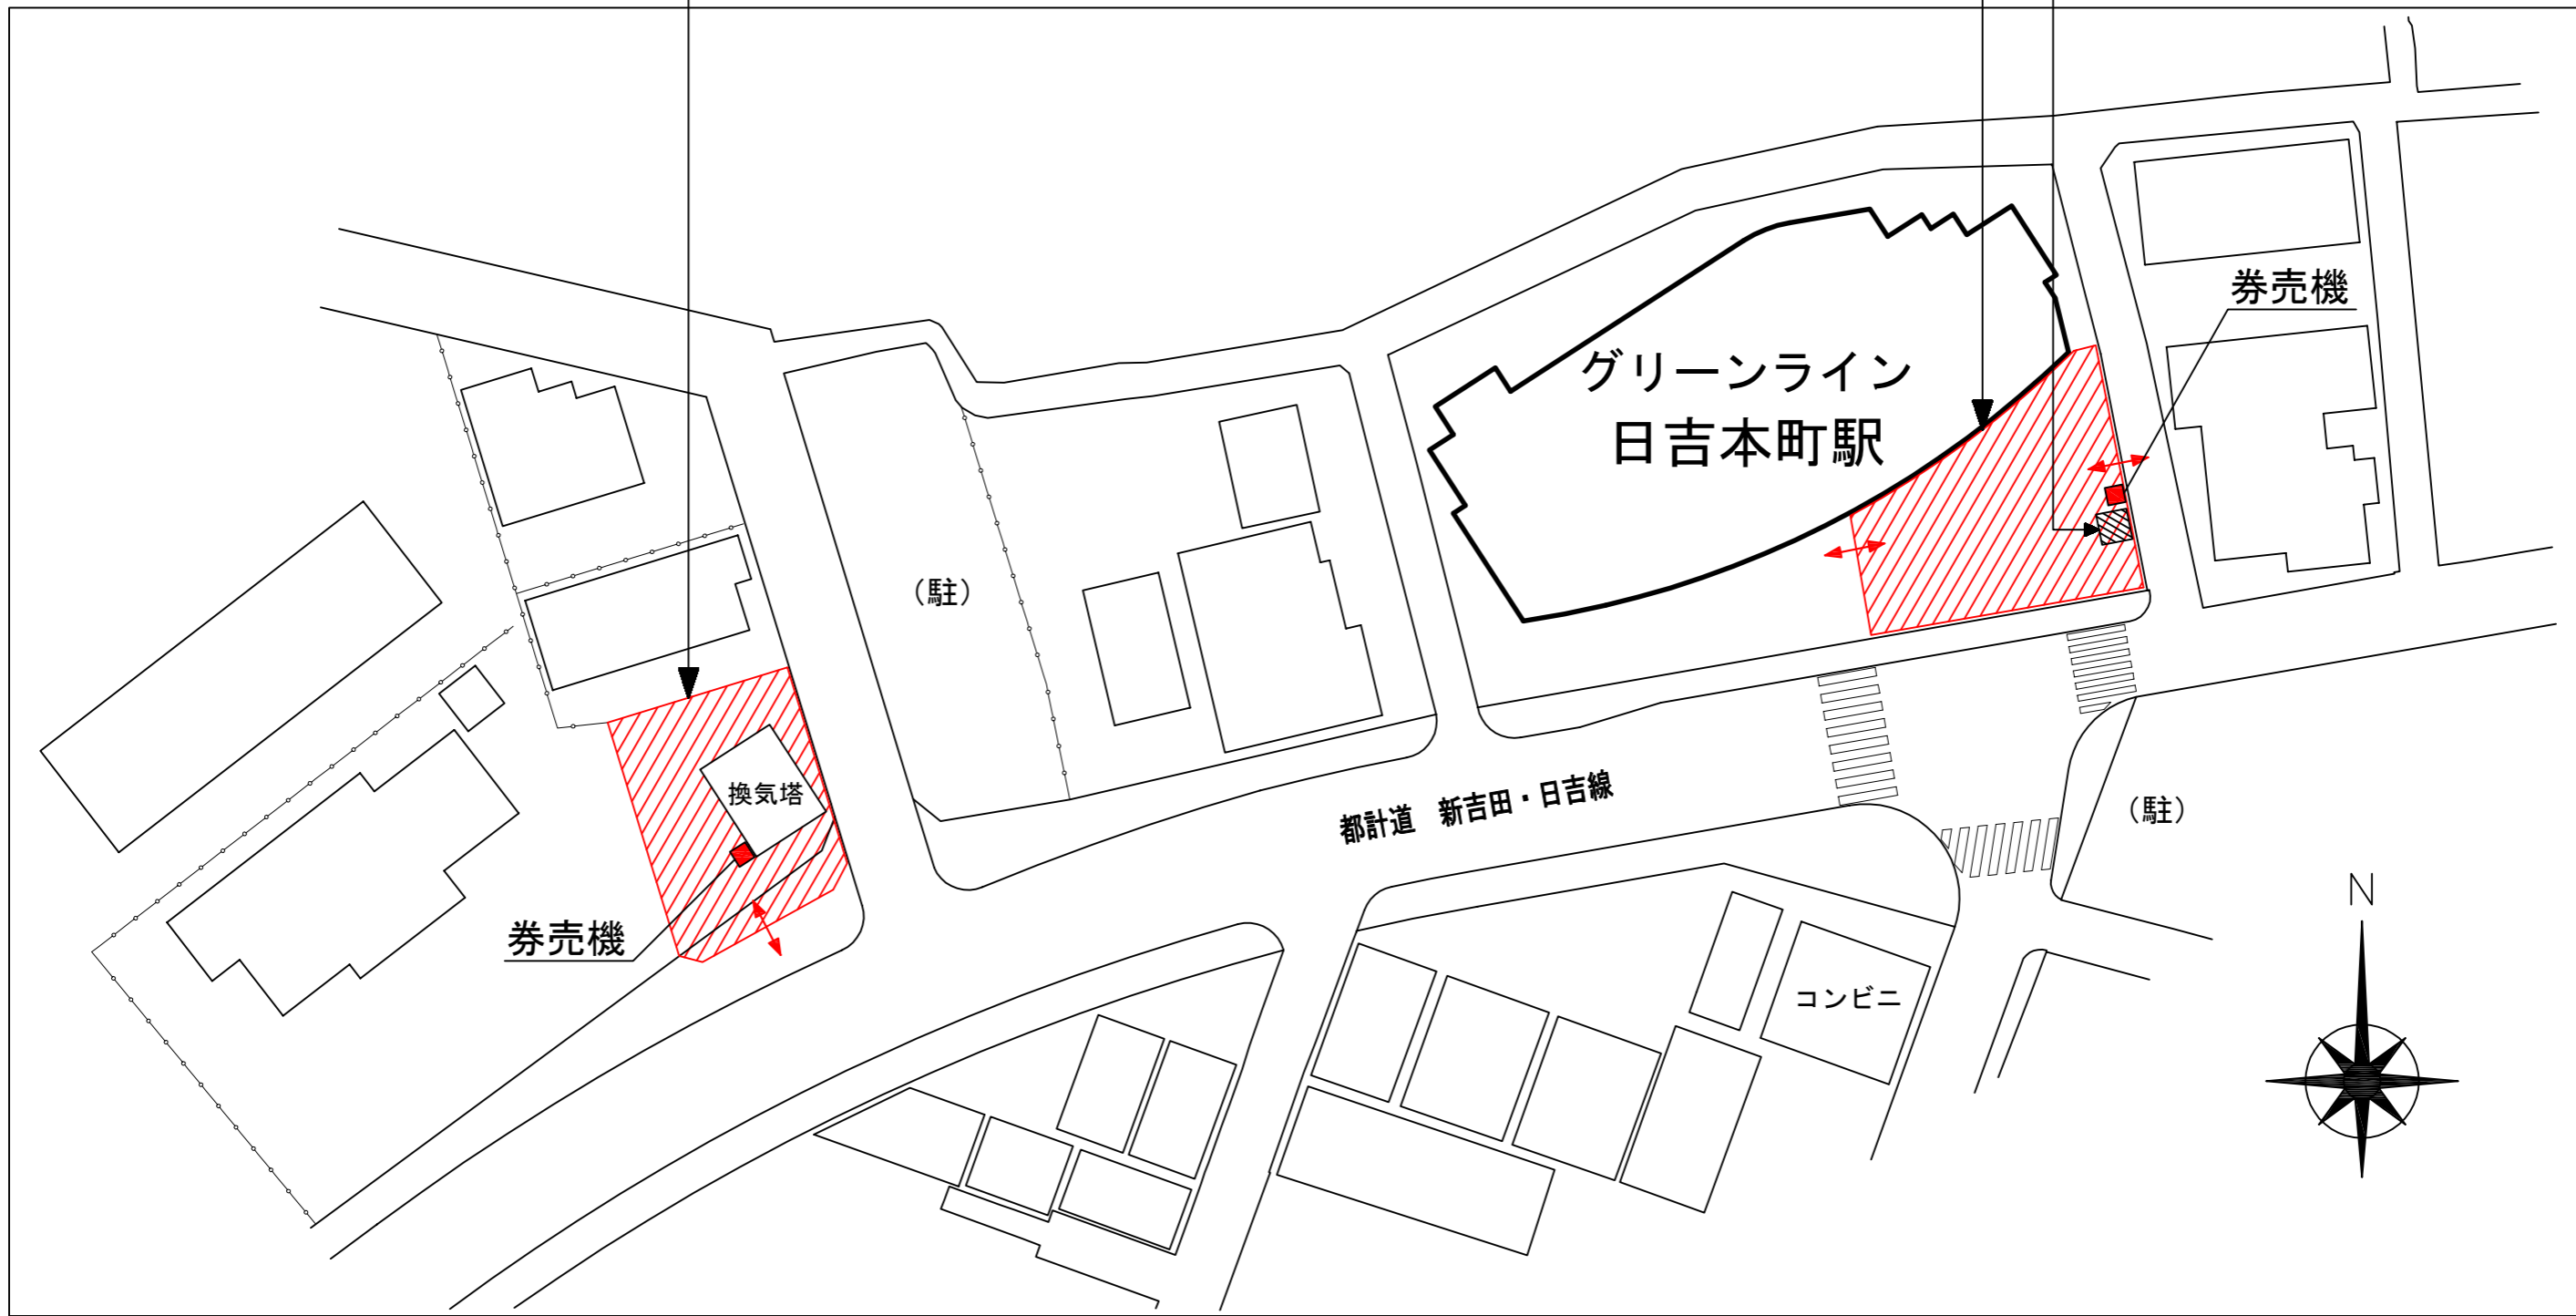 券売機
グリーンライン
日吉本町駅
（駐）
換気塔
都計道　新吉田・日吉線
（駐）
券売機
N
コンビニ